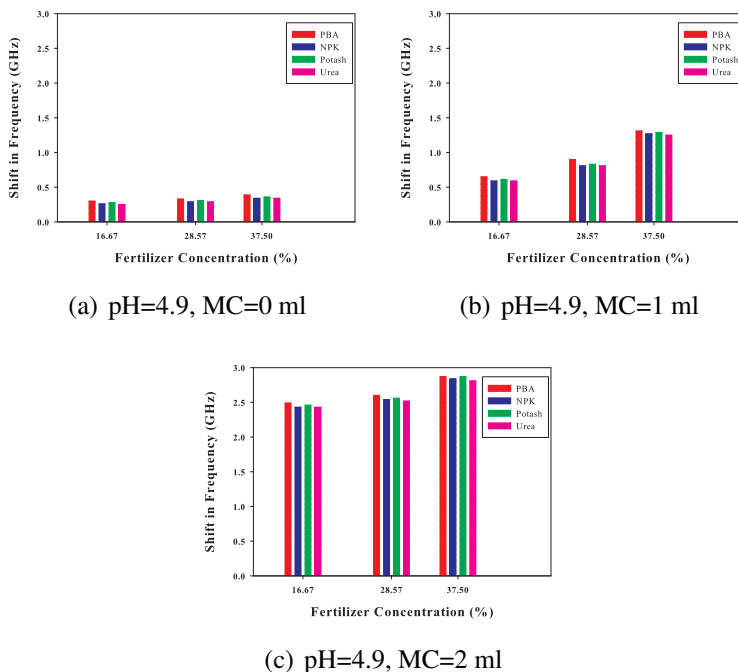 3.0
2.5
2.0
1.5
1.0
0.5
0.0
Shift in Frequency (GHz)
PBA
NPK
Potash
Urea
16.67 28.57 37.50
Fertilizer Concentration (%)
(a) pH=4.9, MC=0 ml
3.0
2.5
2.0
1.5
1.0
0.5
0.0
Shift in Frequency (GHz)
PBA
NPK
Potash
Urea
16.67 28.57 37.50
Fertilizer Concentration (%)
(b) pH=4.9, MC=1 ml
3.0
2.5
2.0
1.5
1.0
0.5
0.0
Shift in Frequency (GHz)
PBA
NPK
Potash
Urea
16.67 28.57 37.50
Fertilizer Concentration (%)
(c) pH=4.9, MC=2 ml